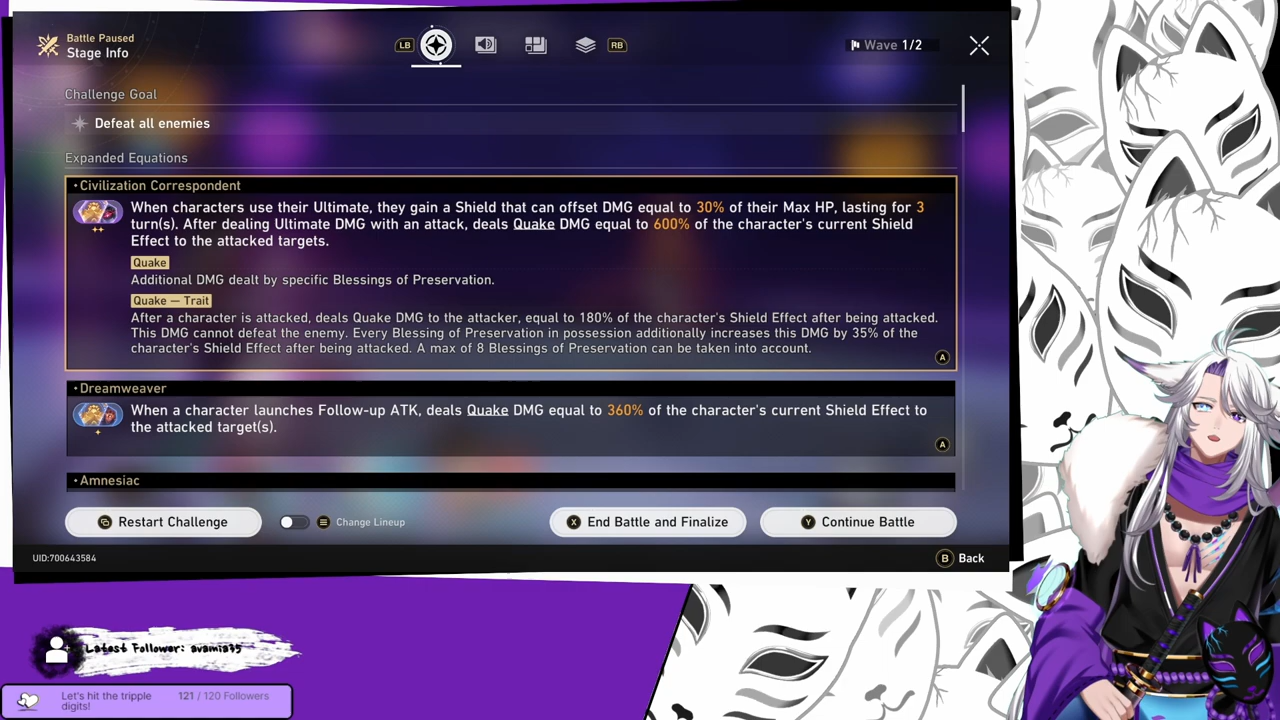 Battle Paused
Stage Info
LB
RB
Wave 1/2
Challenge Goal
Defeat all enemies
Expanded Equations
• Civilization Correspondent
When characters use their Ultimate, they gain a Shield that can offset DMG equal to 30% of their Max HP, lasting for 3
turn(s). After dealing Ultimate DMG with an attack, deals Quake DMG equal to 600% of the character's current Shield
Effect to the attacked targets.
Quake
Additional DMG dealt by specific Blessings of Preservation.
Quake — Trait
After a character is attacked, deals Quake DMG to the attacker, equal to 180% of the character's Shield Effect after being attacked.
This DMG cannot defeat the enemy. Every Blessing of Preservation in possession additionally increases this DMG by 35% of the
character's Shield Effect after being attacked. A max of 8 Blessings of Preservation can be taken into account.
A
• Dreamweaver
When a character launches Follow-up ATK, deals Quake DMG equal to 360% of the character's current Shield Effect to
the attacked target(s).
A
• Amnesiac
Restart Challenge
Change Lineup
X End Battle and Finalize
Y Continue Battle
UID:700643584
B Back
Latest Follower: avamia35
Let's hit the tripple
digits!
121 / 120 Followers